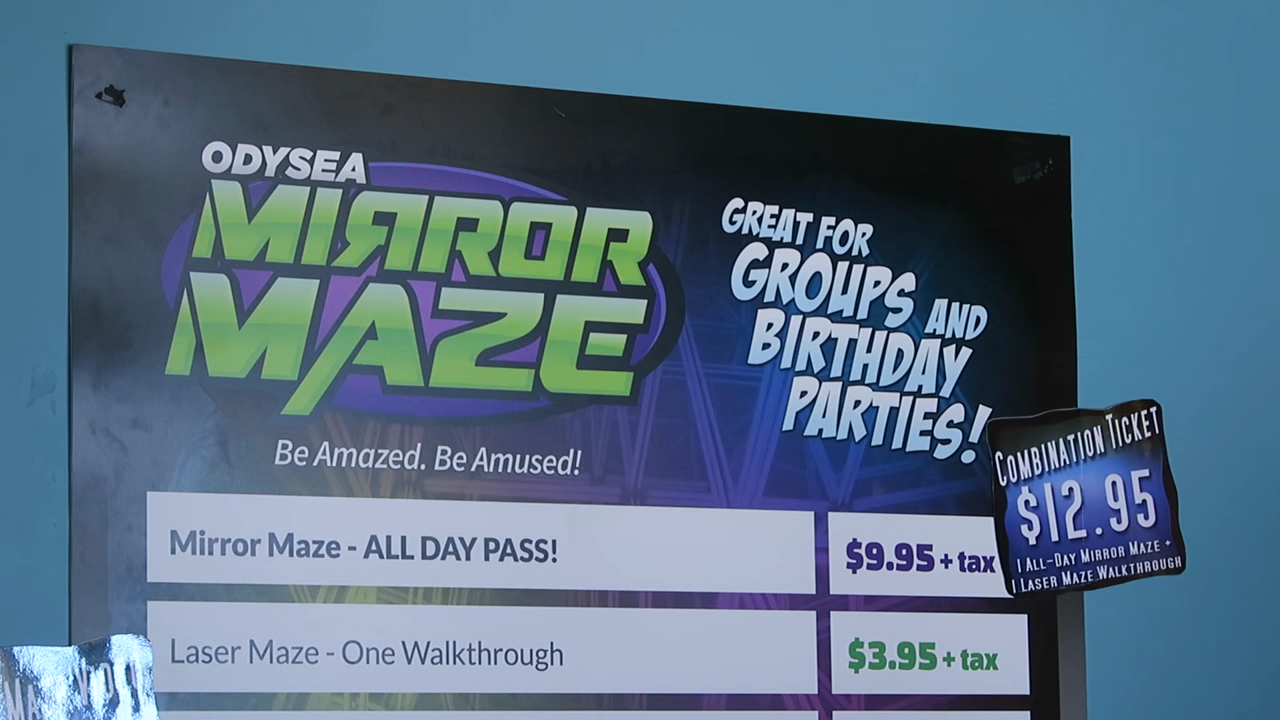 ODYSEA
MIRROR
MAZE
Be Amazed. Be Amused!
GREAT FOR
GROUPS AND
BIRTHDAY
PARTIES!
COMBINATION TICKET
$12.95
1 ALL-DAY MIRROR MAZE +
1 LASER MAZE WALKTHROUGH
Mirror Maze - ALL DAY PASS!
$9.95 + tax
Laser Maze - One Walkthrough
$3.95 + tax